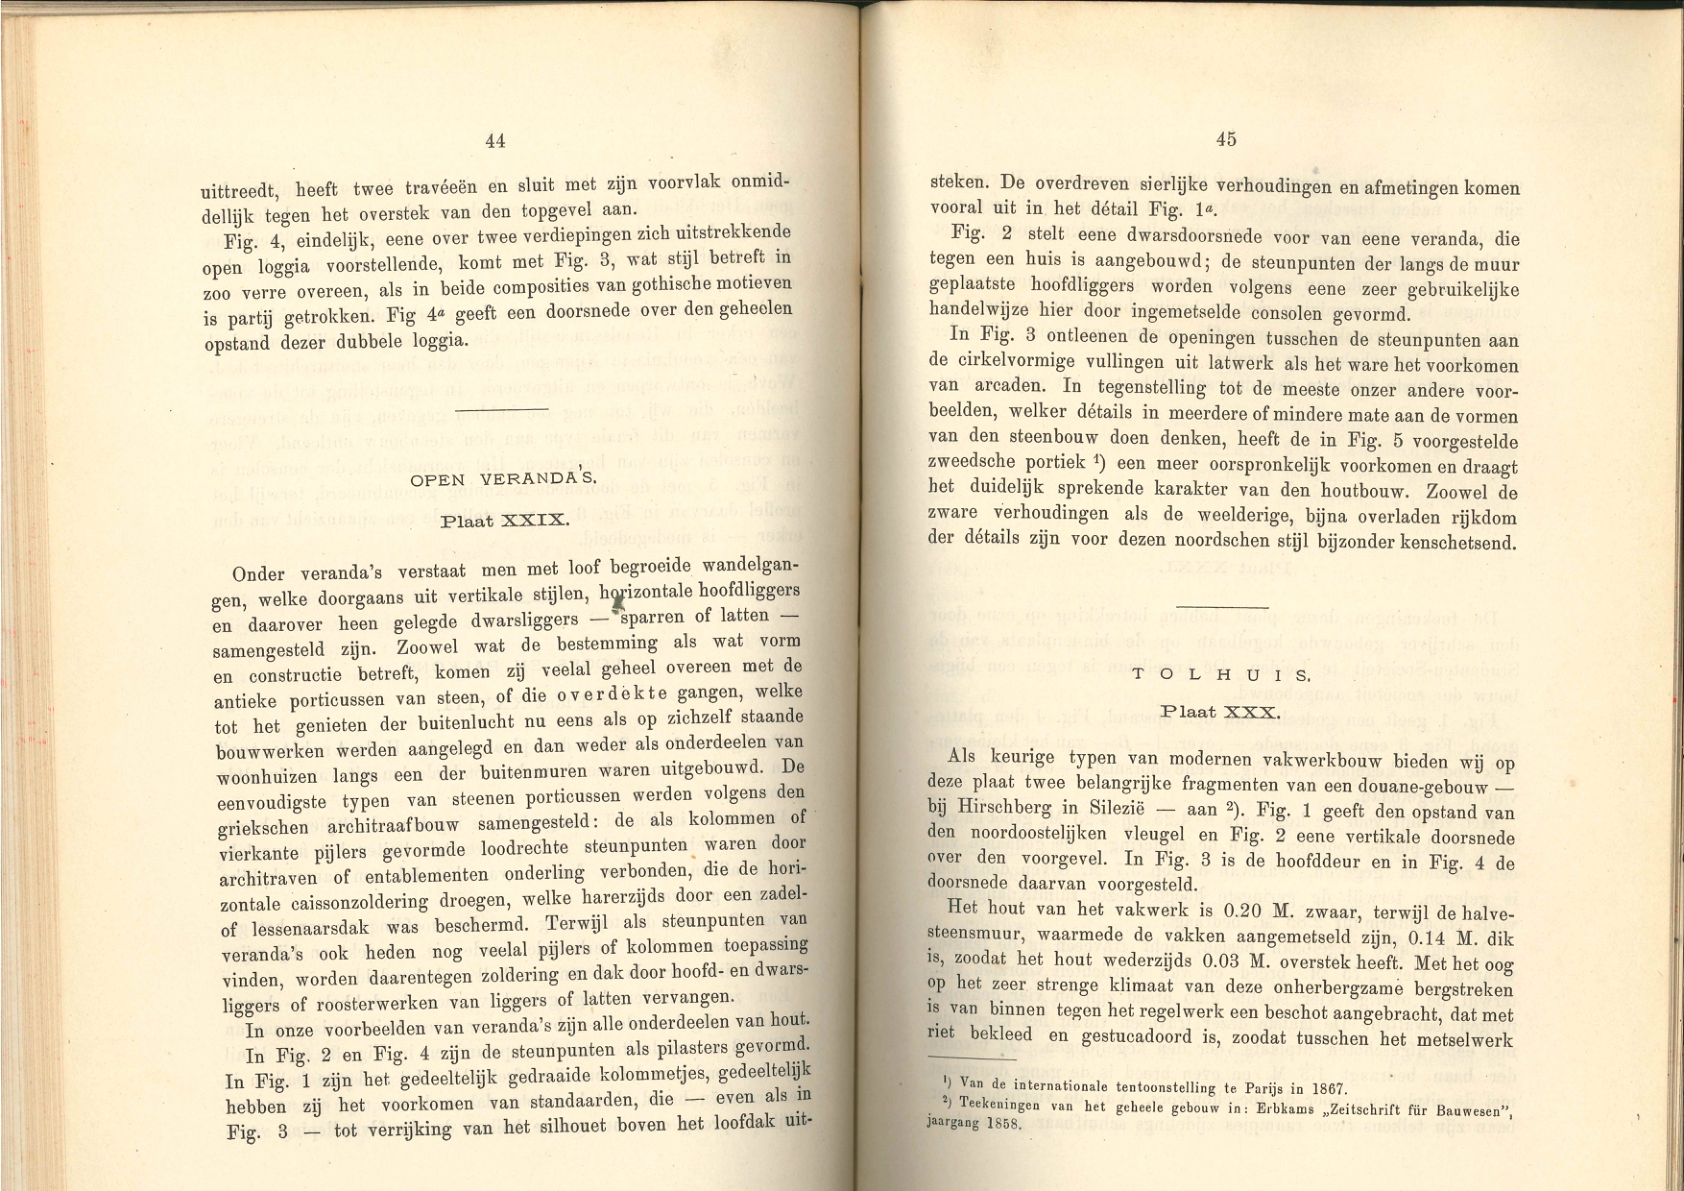 44
uittreedt, heeft twee travéeën en sluit met zijn voorvlak onmid-
dellijk tegen het overstek van den topgevel aan.
Fig. 4, eindelijk, eene over twee verdiepingen zich uitstrekkende
open loggia voorstellende, komt met Fig. 3, wat stijl betreft in
zoo verre overeen, als in beide composities van gothische motieven
is partij getrokken. Fig 4a geeft een doorsnede over den geheelen
opstand dezer dubbele loggia.
OPEN VERANDA'S.
Plaat XXIX.
Onder veranda's verstaat men met loof begroeide wandelgan-
gen, welke doorgaans uit vertikale stijlen, horizontale hoofdliggers
en daarover heen gelegde dwarsliggers — sparren of latten —
samengesteld zijn. Zoowel wat de bestemming als wat vorm
en constructie betreft, komen zij veelal geheel overeen met de
antieke porticussen van steen, of die overdekte gangen, welke
tot het genieten der buitenlucht nu eens als op zichzelf staande
bouwwerken werden aangelegd en dan weder als onderdeelen van
woonhuizen langs een der buitenmuren waren uitgebouwd. De
eenvoudigste typen van steenen porticussen werden volgens den
griekschen architraafbouw samengesteld: de als kolommen of
vierkante pijlers gevormde loodrechte steunpunten waren door
architraven of entablementen onderling verbonden, die de hori-
zontale caissonzoldering droegen, welke harerzijds door een zadel-
of lessenaarsdak was beschermd. Terwijl als steunpunten van
veranda's ook heden nog veelal pijlers of kolommen toepassing
vinden, worden daarentegen zoldering en dak door hoofd- en dwars-
liggers of roosterwerken van liggers of latten vervangen.
In onze voorbeelden van veranda's zijn alle onderdeelen van hout.
In Fig. 2 en Fig. 4 zijn de steunpunten als pilasters gevormd.
In Fig. 1 zijn het gedeeltelijk gedraaide kolommetjes, gedeeltelijk
hebben zij het voorkomen van standaarden, die — even als in
Fig. 3 — tot verrijking van het silhouet boven het loofdak uit-
45
steken. De overdreven sierlijke verhoudingen en afmetingen komen
vooral uit in het détail Fig. 1a.
Fig. 2 stelt eene dwarsdoorsnede voor van eene veranda, die
tegen een huis is aangebouwd; de steunpunten der langs de muur
geplaatste hoofdliggers worden volgens eene zeer gebruikelijke
handelwijze hier door ingemetselde consolen gevormd.
In Fig. 3 ontleenen de openingen tusschen de steunpunten aan
de cirkelvormige vullingen uit latwerk als het ware het voorkomen
van arcaden. In tegenstelling tot de meeste onzer andere voor-
beelden, welker détails in meerdere of mindere mate aan de vormen
van den steenbouw doen denken, heeft de in Fig. 5 voorgestelde
zweedsche portiek ¹) een meer oorspronkelijk voorkomen en draagt
het duidelijk sprekende karakter van den houtbouw. Zoowel de
zware verhoudingen als de weelderige, bijna overladen rijkdom
der détails zijn voor dezen noordschen stijl bijzonder kenschetsend.
TOLHUIS.
Plaat XXX.
Als keurige typen van modernen vakwerkbouw bieden wij op
deze plaat twee belangrijke fragmenten van een douane-gebouw —
bij Hirschberg in Silezië — aan ²). Fig. 1 geeft den opstand van
den noordoostelijken vleugel en Fig. 2 eene vertikale doorsnede
over den voorgevel. In Fig. 3 is de hoofddeur en in Fig. 4 de
doorsnede daarvan voorgesteld.
Het hout van het vakwerk is 0.20 M. zwaar, terwijl de halve-
steensmuur, waarmede de vakken aangemetseld zijn, 0.14 M. dik
is, zoodat het hout wederzijds 0.03 M. overstek heeft. Met het oog
op het zeer strenge klimaat van deze onherbergzame bergstreken
is van binnen tegen het regelwerk een beschot aangebracht, dat met
riet bekleed en gestucadoord is, zoodat tusschen het metselwerk
¹) Van de internationale tentoonstelling te Parijs in 1867.
²) Teekeningen van het geheele gebouw in: Erbkams „Zeitschrift für Bauwesen”,
jaargang 1858.